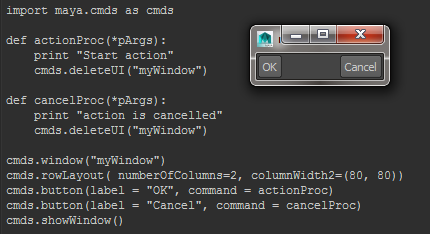 import maya.cmds as cmds
def actionProc(*pArgs):
    print "Start action"
    cmds.deleteUI("myWindow")
def cancelProc(*pArgs):
    print "action is cancelled"
    cmds.deleteUI("myWindow")
cmds.window("myWindow")
cmds.rowLayout( numberOfColumns=2, columnWidth2=(80, 80))
cmds.button(label = "OK", command = actionProc)
cmds.button(label = "Cancel", command = cancelProc)
cmds.showWindow()
OK
Cancel